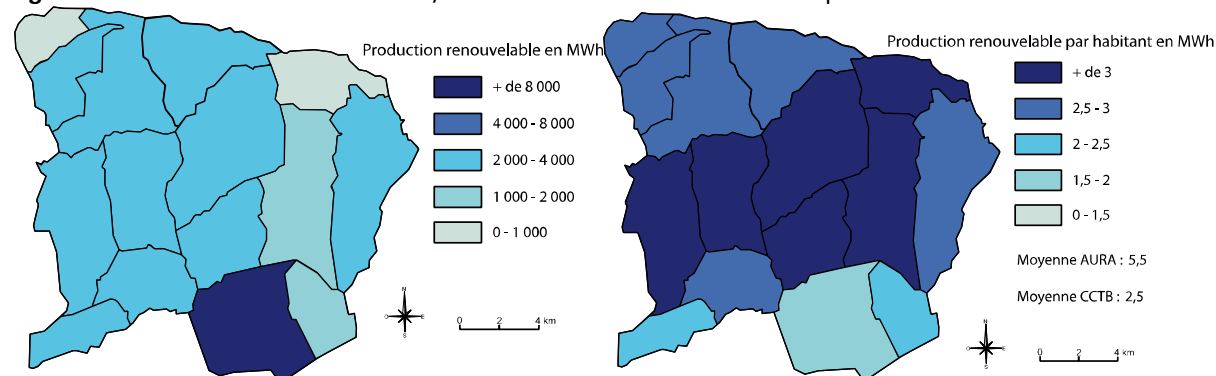 Production renouvelable en MWh
+ de 8 000
4 000 - 8 000
2 000 - 4 000
1 000 - 2 000
0 - 1 000
N
O
E
S
0 2 4 km
Production renouvelable par habitant en MWh
+ de 3
2,5 - 3
2 - 2,5
1,5 - 2
0 - 1,5
Moyenne AURA : 5,5
Moyenne CCTB : 2,5
N
O
E
S
0 2 4 km